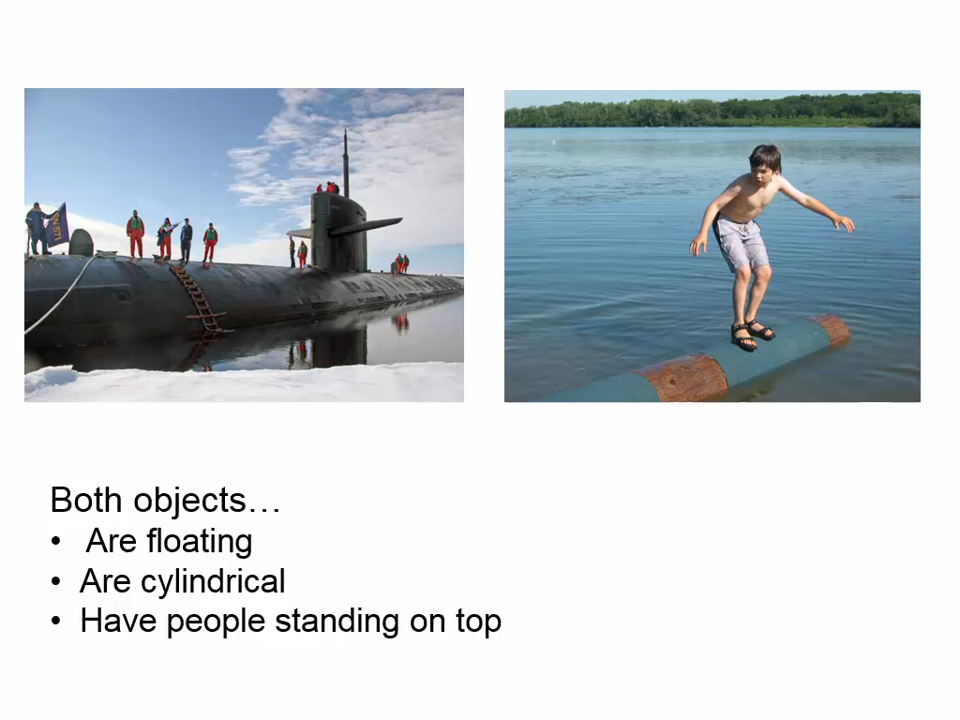 Both objects…
• Are floating
• Are cylindrical
• Have people standing on top